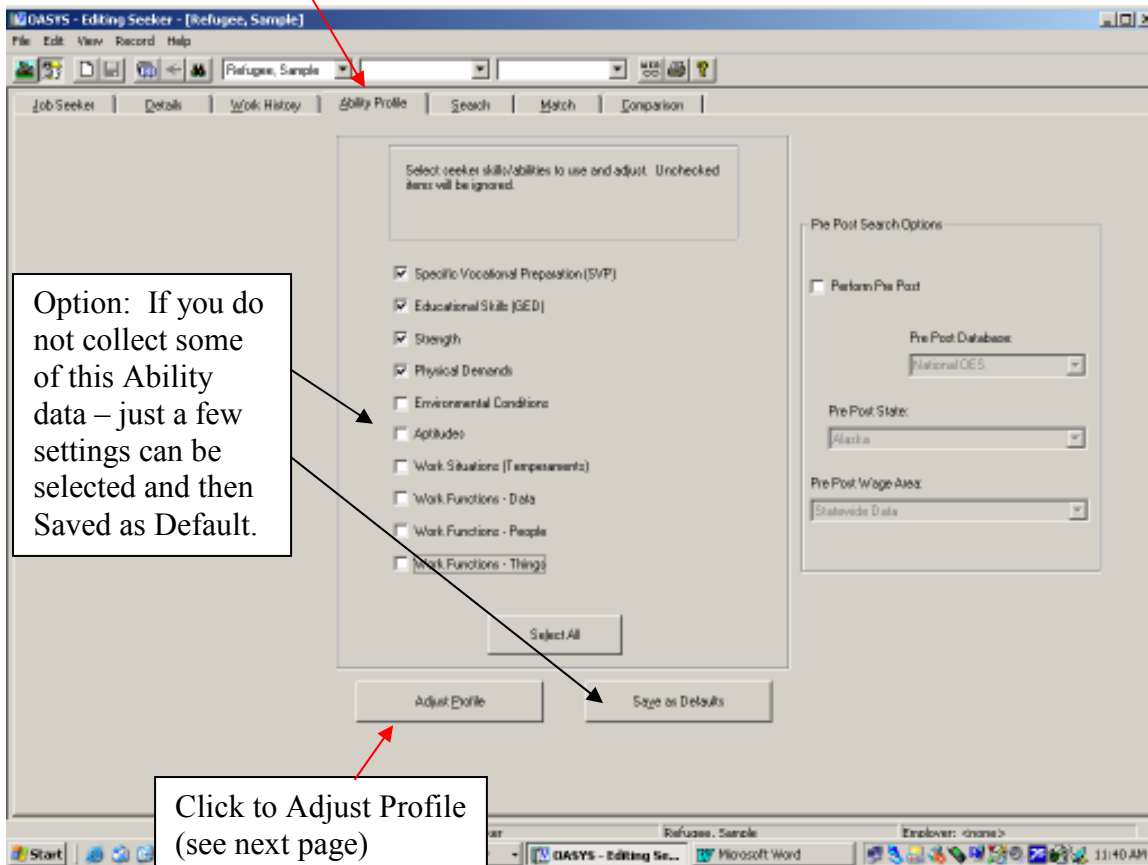 OASYS - Editing Seeker - [Refugee, Sample]
File Edit View Record Help
Refugee, Sample
Job Seeker Details Work History Ability Profile Search Match Comparison
Select seeker skills/abilities to use and adjust. Unchecked
items will be ignored.
Specific Vocational Preparation (SVP)
Educational Skills (GED)
Strength
Physical Demands
Environmental Conditions
Aptitudes
Work Situations (Temperaments)
Work Functions - Data
Work Functions - People
Work Functions - Things
Select All
Adjust Profile
Save as Defaults
Pre Post Search Options
Perform Pre Post
Pre Post Database:
National OES
Pre Post State:
Alaska
Pre Post Wage Area:
Statewide Data
Option: If you do
not collect some
of this Ability
data – just a few
settings can be
selected and then
Saved as Default.
Click to Adjust Profile
(see next page)
Refugee, Sample
Employer: <none>
Start
OASYS - Editing Se...
Microsoft Word